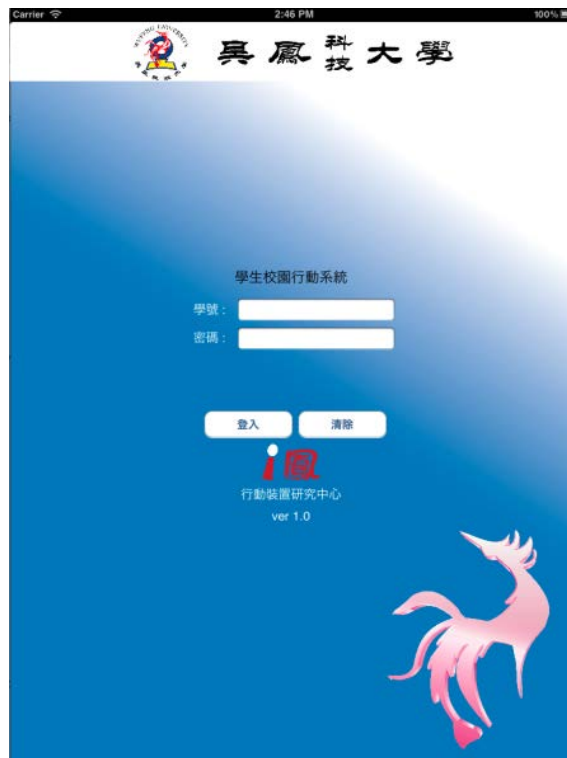 Carrier 2:46 PM 100%
WUFENG UNIVERSITY
吳鳳科技大學
學生校園行動系統
學號：
密碼：
登入 清除
i鳳
行動裝置研究中心
ver 1.0